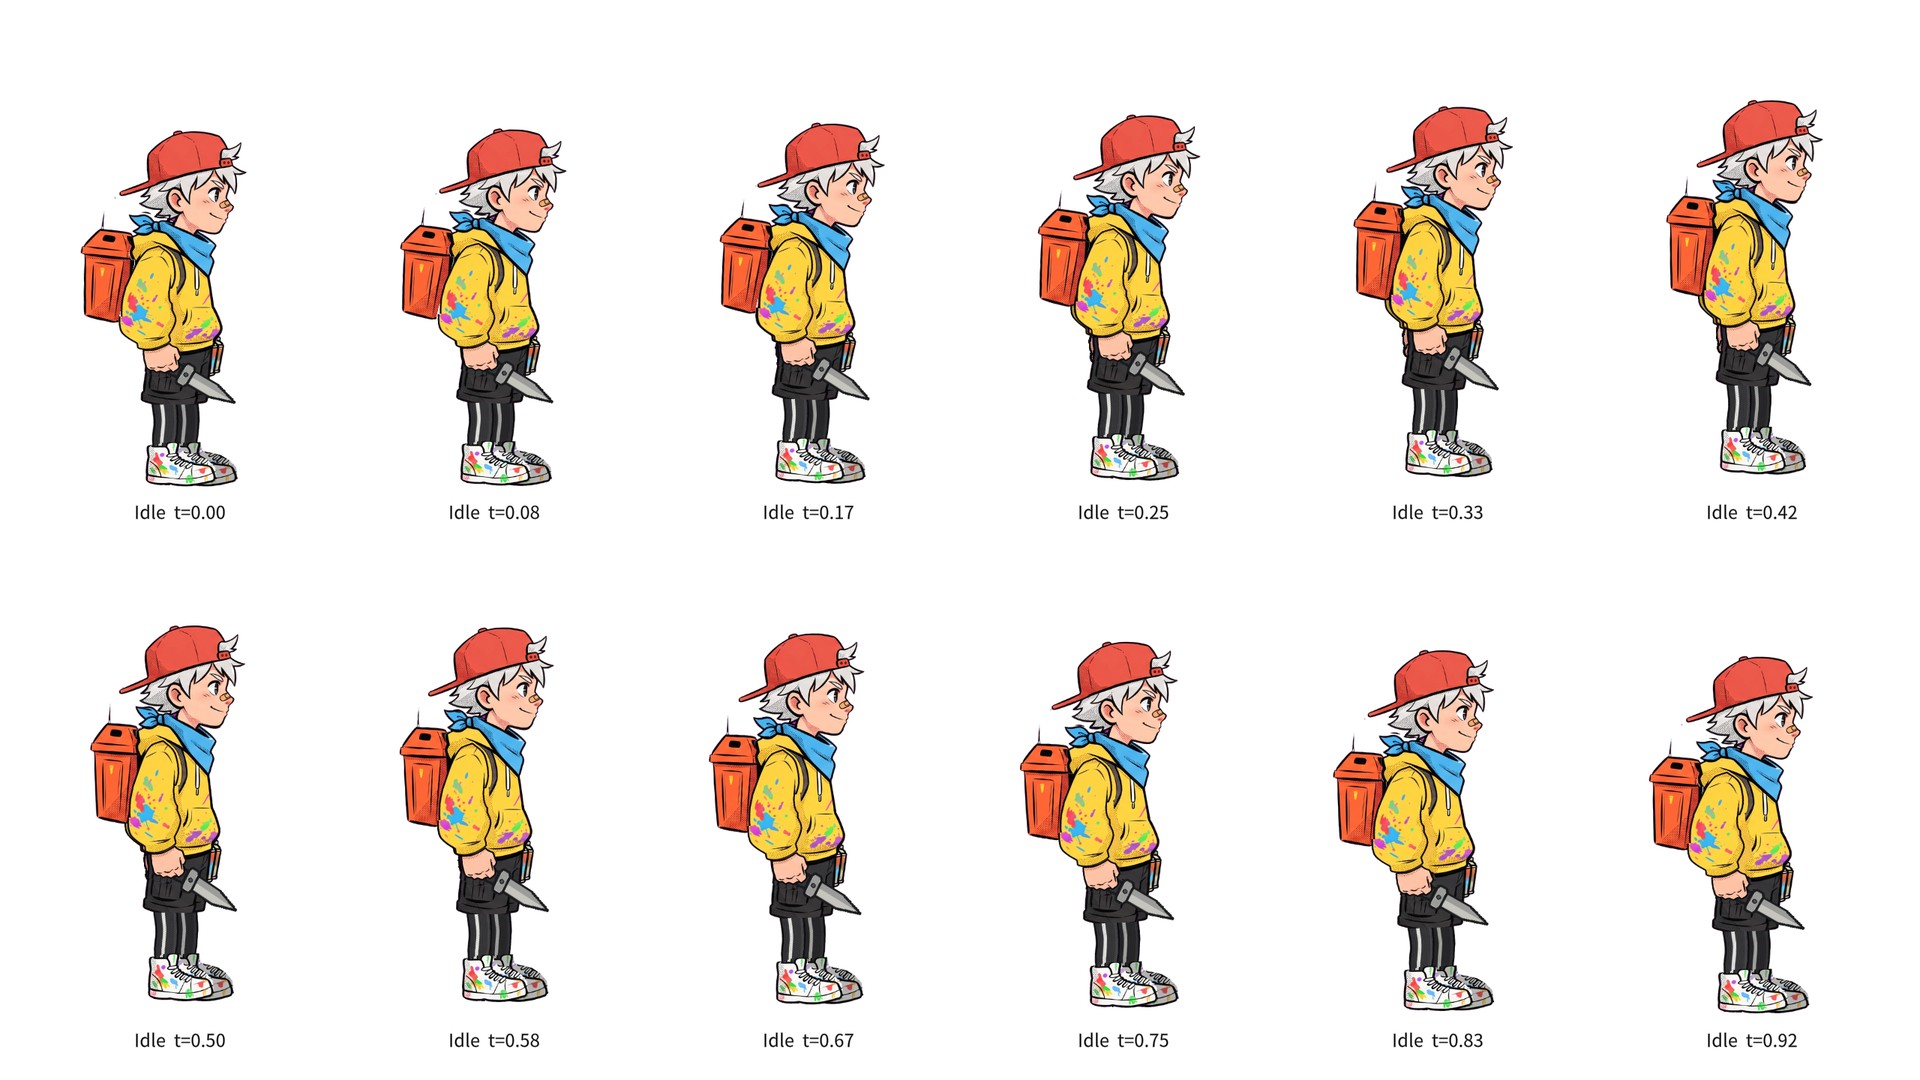 Idle t=0.00
Idle t=0.08
Idle t=0.17
Idle t=0.25
Idle t=0.33
Idle t=0.42
Idle t=0.50
Idle t=0.58
Idle t=0.67
Idle t=0.75
Idle t=0.83
Idle t=0.92